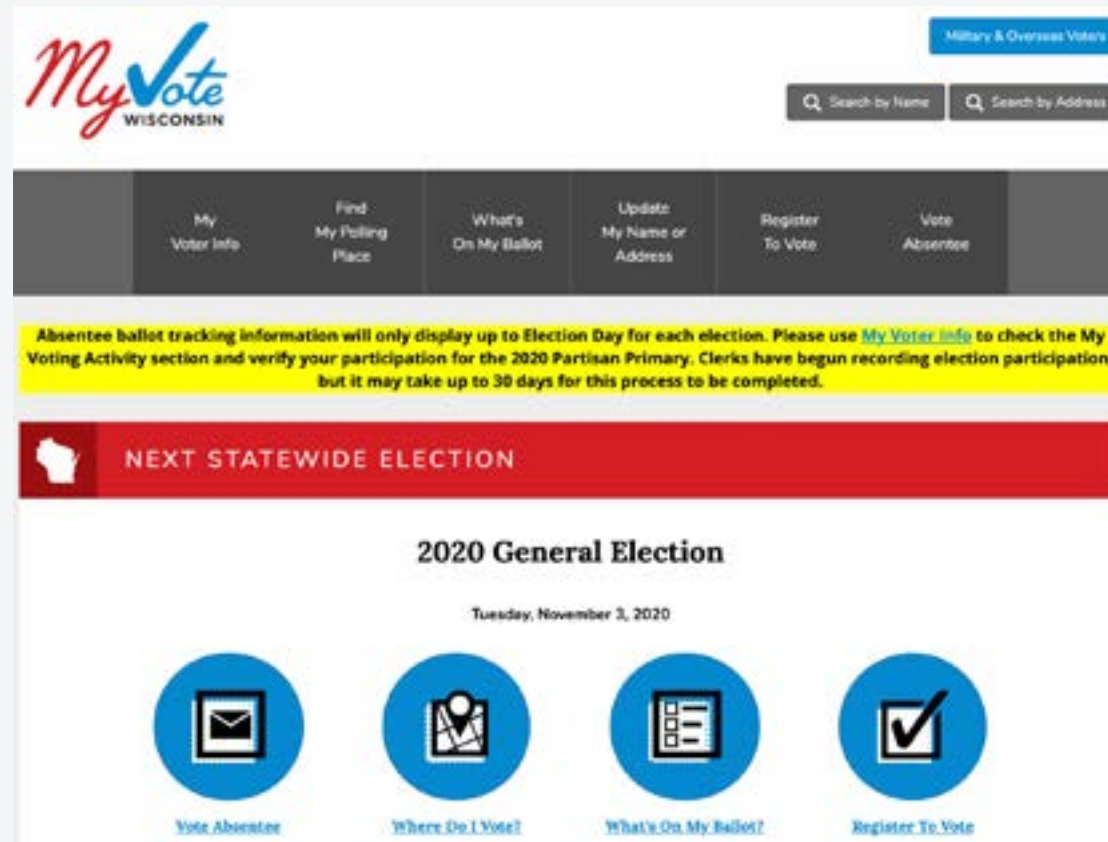 MyVote
WISCONSIN
Military & Overseas Voters
Search by Name
Search by Address
My
Voter Info
Find
My Polling
Place
What's
On My Ballot
Update
My Name or
Address
Register
To Vote
Vote
Absentee
Absentee ballot tracking information will only display up to Election Day for each election. Please use My Voter Info to check the My
Voting Activity section and verify your participation for the 2020 Partisan Primary. Clerks have begun recording election participation
but it may take up to 30 days for this process to be completed.
NEXT STATEWIDE ELECTION
2020 General Election
Tuesday, November 3, 2020
Vote Absentee
Where Do I Vote?
What's On My Ballot?
Register To Vote